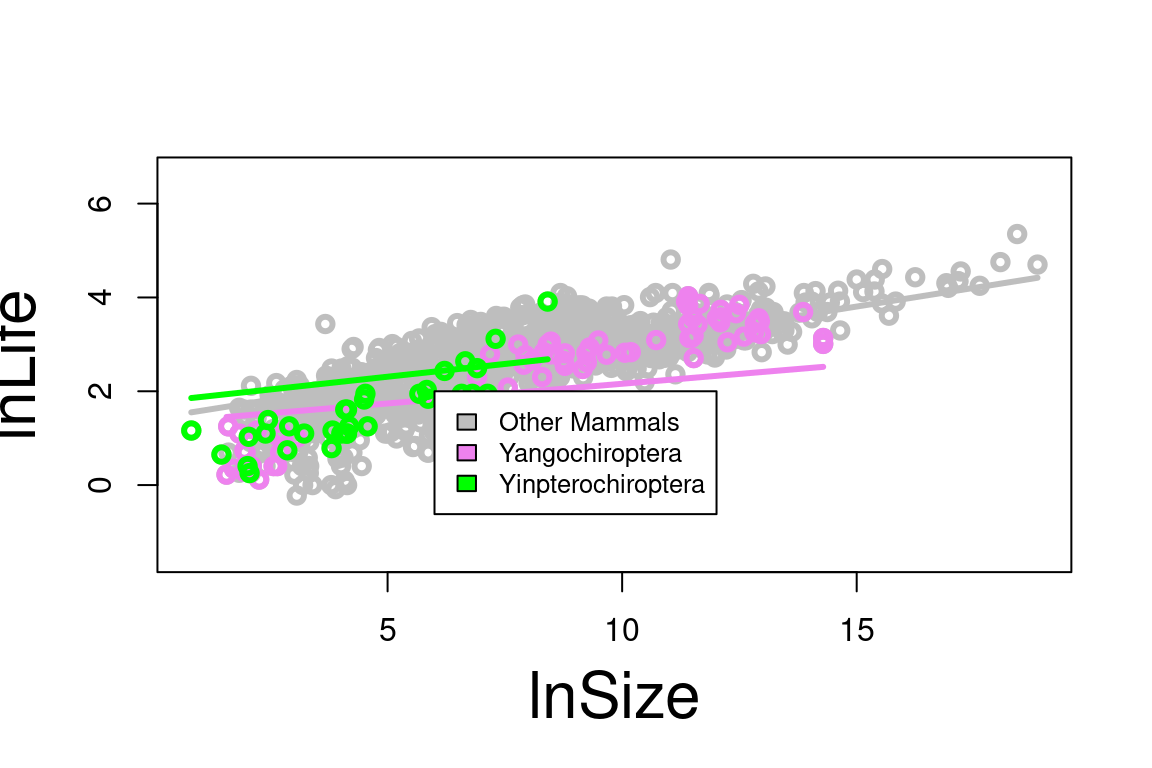 6
4
2
0
lnLife
Other Mammals
Yangochiroptera
Yinpterochiroptera
5 10 15
lnSize